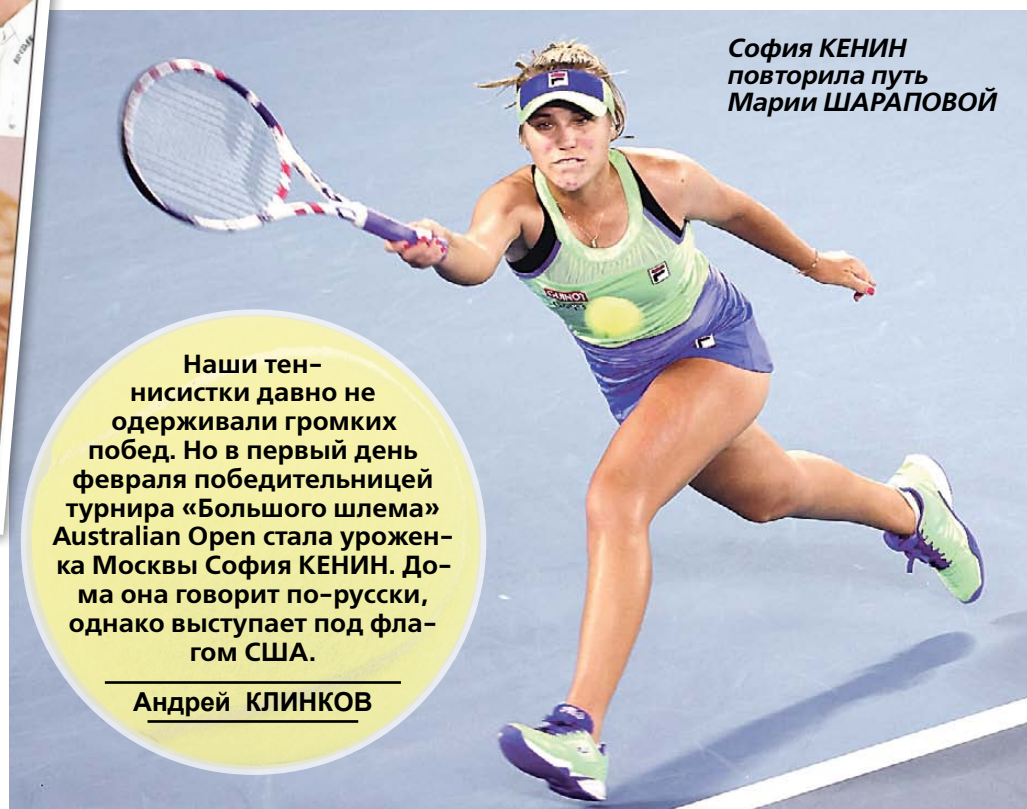 София КЕНИН
повторила путь
Марии ШАРАПОВОЙ
Наши тен-
нисистки давно не
одерживали громких
побед. Но в первый день
февраля победительницей
турнира «Большого шлема»
Australian Open стала урожен-
ка Москвы София КЕНИН. До-
ма она говорит по-русски,
однако выступает под фла-
гом США.
Андрей КЛИНКОВ
GUINOT